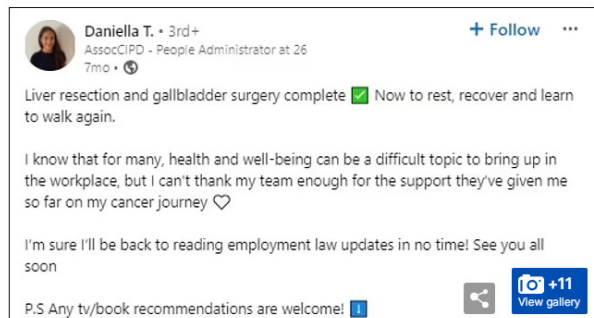 Daniella T. • 3rd+
+ Follow ...
AssocCIPD - People Administrator at 26
7mo •
Liver resection and gallbladder surgery complete ✅ Now to rest, recover and learn
to walk again.
I know that for many, health and well-being can be a difficult topic to bring up in
the workplace, but I can't thank my team enough for the support they've given me
so far on my cancer journey ♡
I'm sure I'll be back to reading employment law updates in no time! See you all
soon
P.S Any tv/book recommendations are welcome! ⬇️
+11
View gallery